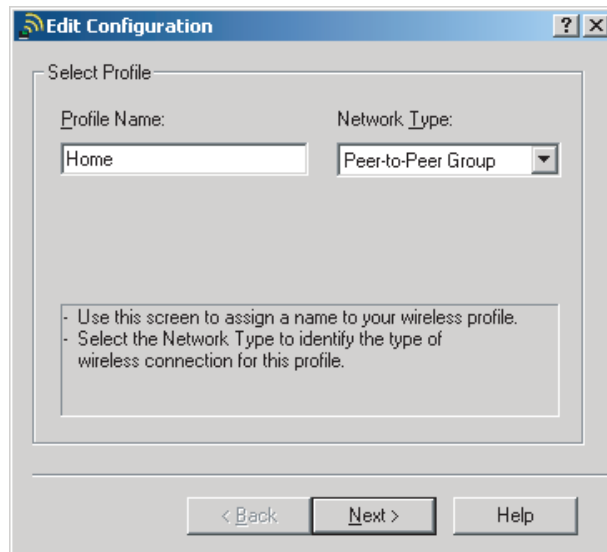 Edit Configuration
Select Profile
Profile Name:
Network Type:
Home
Peer-to-Peer Group
- Use this screen to assign a name to your wireless profile.
- Select the Network Type to identify the type of
wireless connection for this profile.
< Back
Next >
Help